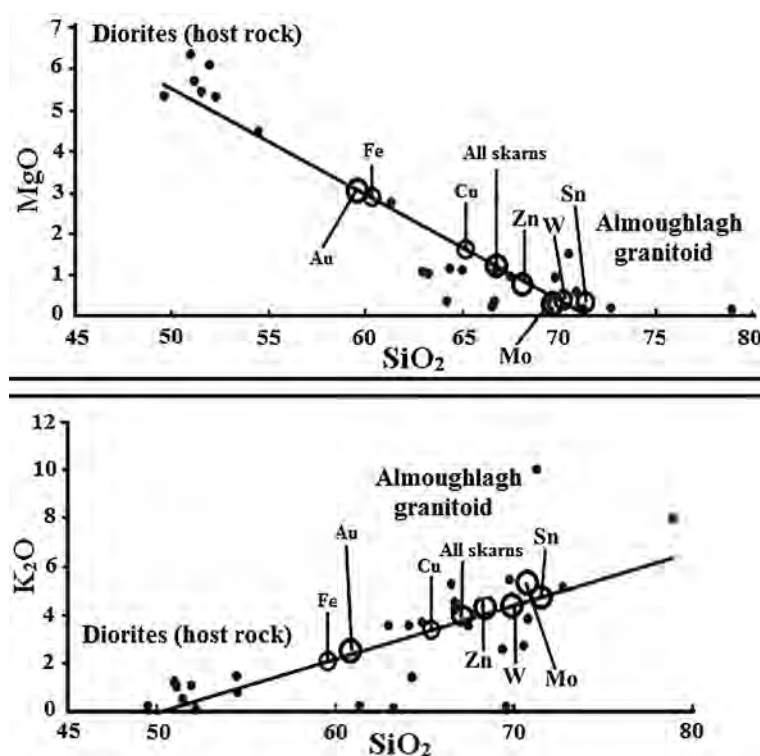 7
Diorites (host rock)
6
5
Fe
All skarns
4
Cu
Sn
MgO
3
Zn
W
Almoughlagh
granitoid
2
Au
1
0
45
50
55
60
65
70
75
80
SiO2
Mo
12
10
Almoughlagh
granitoid
8
Au
Sn
K2O
6
Cu
All skarns
Fe
4
Diorites (host rock)
Zn
W
Mo
2
0
45
50
55
60
65
70
75
80
SiO2